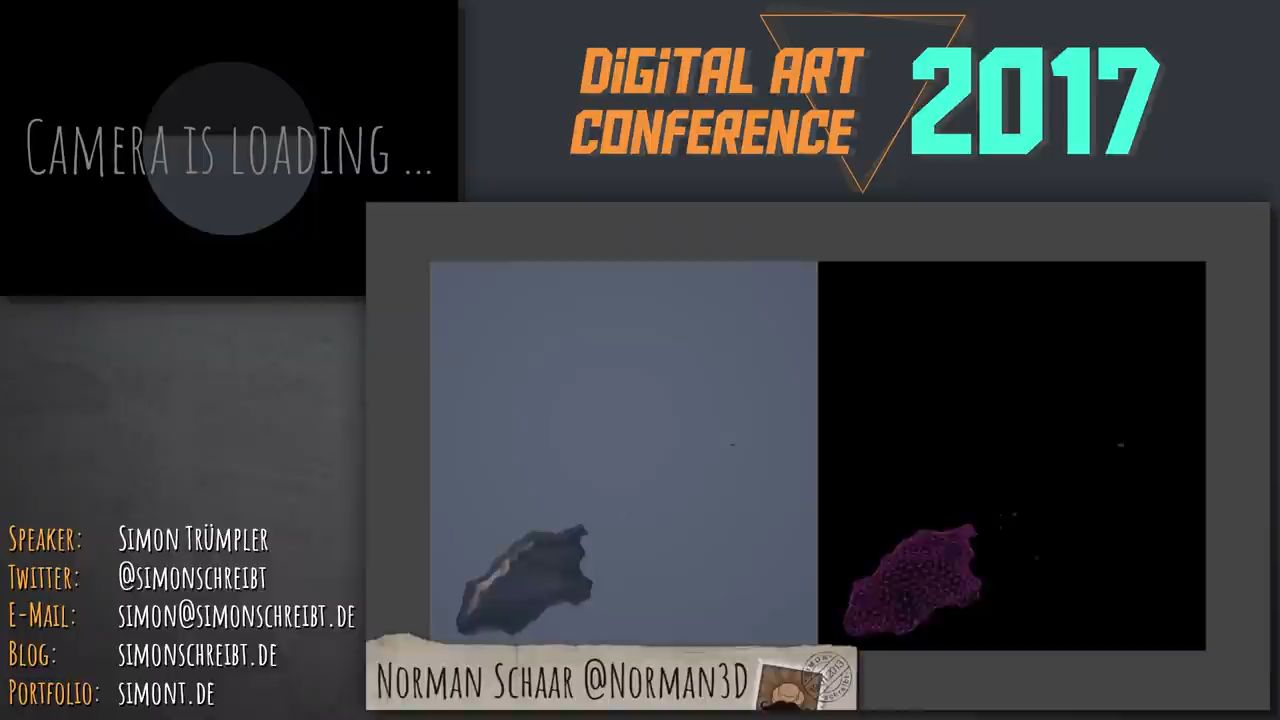 Camera is loading ...
DiGiTAL ART
CONFERENCE
2017
Speaker: Simon Trümpler
Twitter: @simonschreibt
E-Mail: simon@simonschreibt.de
Blog: simonschreibt.de
Portfolio: simont.de
Norman Schaar @Norman3D